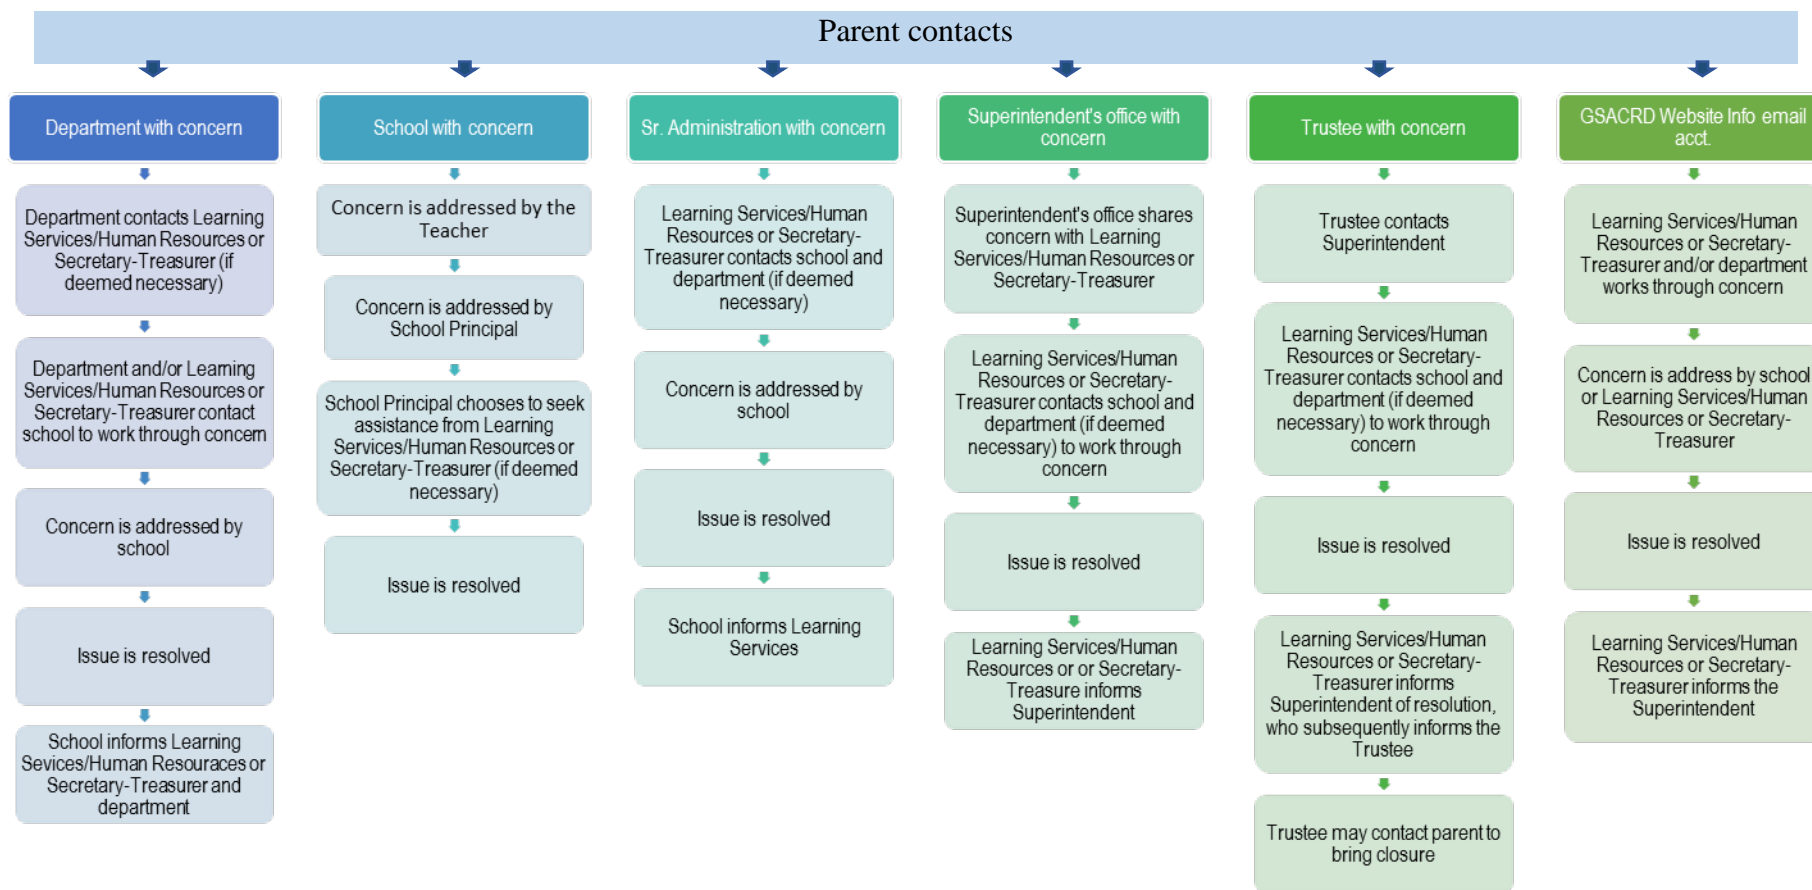 Parent contacts
Department with concern
Department contacts Learning
Services/Human Resources or
Secretary-Treasurer (if
deemed necessary)
Department and/or Learning
Services/Human Resources or
Secretary-Treasurer contact
school to work through concern
Concern is addressed by
school
Issue is resolved
School informs Learning
Sevices/Human Resouraces or
Secretary-Treasurer and
department
School with concern
Concern is addressed by the
Teacher
Concern is addressed by
School Principal
School Principal chooses to seek
assistance from Learning
Services/Human Resources or
Secretary-Treasurer (if deemed
necessary)
Issue is resolved
Sr. Administration with concern
Learning Services/Human
Resources or Secretary-
Treasurer contacts school and
department (if deemed
necessary)
Concern is addressed by
school
Issue is resolved
School informs Learning
Services
Superintendent's office with
concern
Superintendent's office shares
concern with Learning
Services/Human Resources or
Secretary-Treasurer
Learning Services/Human
Resources or Secretary-
Treasurer contacts school and
department (if deemed
necessary) to work through
concern
Issue is resolved
Learning Services/Human
Resources or or Secretary-
Treasure informs
Superintendent
Trustee with concern
Trustee contacts
Superintendent
Learning Services/Human
Resources or Secretary-
Treasurer contacts school and
department (if deemed
necessary) to work through
concern
Issue is resolved
Learning Services/Human
Resources or Secretary-
Treasurer informs
Superintendent of resolution,
who subsequently informs the
Trustee
Trustee may contact parent to
bring closure
GSACRD Website Info email
acct.
Learning Services/Human
Resources or Secretary-
Treasurer and/or department
works through concern
Concern is address by school
or Learning Services/Human
Resources or Secretary-
Treasurer
Issue is resolved
Learning Services/Human
Resources or Secretary-
Treasurer informs the
Superintendent